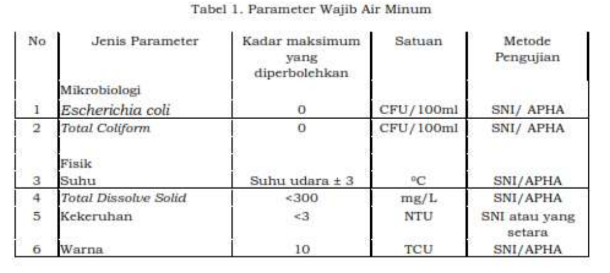 Tabel 1. Parameter Wajib Air Minum
No Jenis Parameter Kadar maksimum Satuan Metode
yang Pengujian
diperbolehkan
Mikrobiologi
1 Escherichia coli 0 CFU/100ml SNI/ APHA
2 Total Coliform 0 CFU/100ml SNI/ APHA
Fisik
3 Suhu Suhu udara ± 3 ºC SNI/APHA
4 Total Dissolve Solid <300 mg/L SNI/APHA
5 Kekeruhan <3 NTU SNI atau yang
setara
6 Warna 10 TCU SNI/APHA